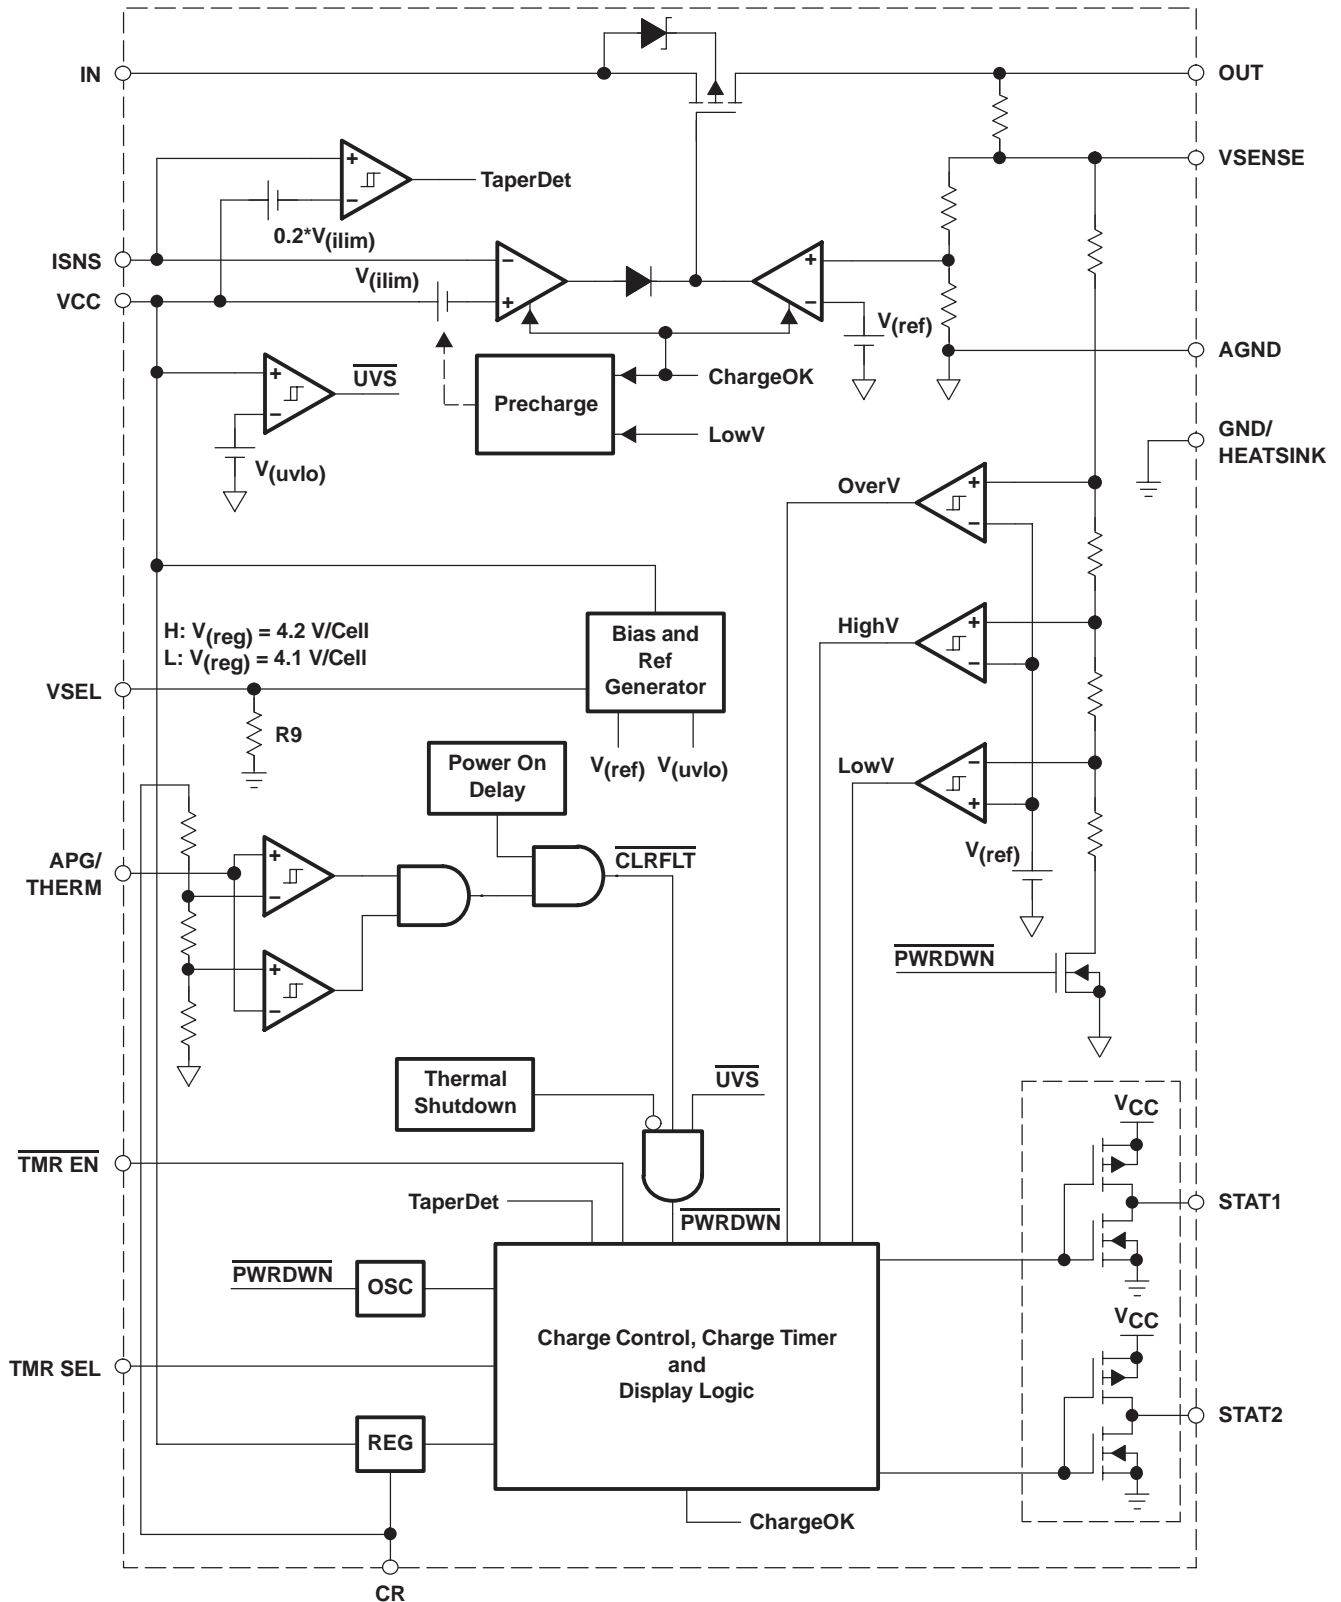 IN
OUT
VSENSE
TaperDet
0.2*V(ilim)
ISNS
V(ilim)
VCC
V(ref)
AGND
UVS
ChargeOK
Precharge
LowV
GND/
HEATSINK
V(uvlo)
OverV
H: V(reg) = 4.2 V/Cell
L: V(reg) = 4.1 V/Cell
Bias and
Ref
Generator
HighV
VSEL
R9
V(ref) V(uvlo)
Power On
Delay
LowV
APG/
THERM
CLRFLT
V(ref)
PWRDWN
Thermal
Shutdown
UVS
VCC
TMR EN
TaperDet
PWRDWN
STAT1
PWRDWN
OSC
VCC
Charge Control, Charge Timer
and
Display Logic
TMR SEL
STAT2
REG
ChargeOK
CR
+
−
+
−
+
−
+
−
+
−
+
−
+
−
−
+
+
−
+
−